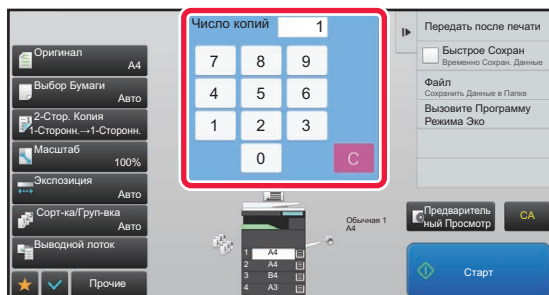 Число копий 1
7 8 9
4 5 6
1 2 3
0 C
Оригинал
A4
Выбор Бумаги
Авто
2-Стор. Копия
1-Сторонн.→1-Сторонн.
Масштаб
100%
Экспозиция
Авто
Сорт-ка/Груп-вка
Авто
Выводной лоток
Прочие
Обычная 1
A4
1 A4
2 A4
3 B4
4 A3
Передать после печати
Быстрое Сохран
Временно Сохран. Данные
Файл
Сохранить Данные в Папке
Вызовите Программу
Режима Эко
Предваритель
ный Просмотр
CA
Старт